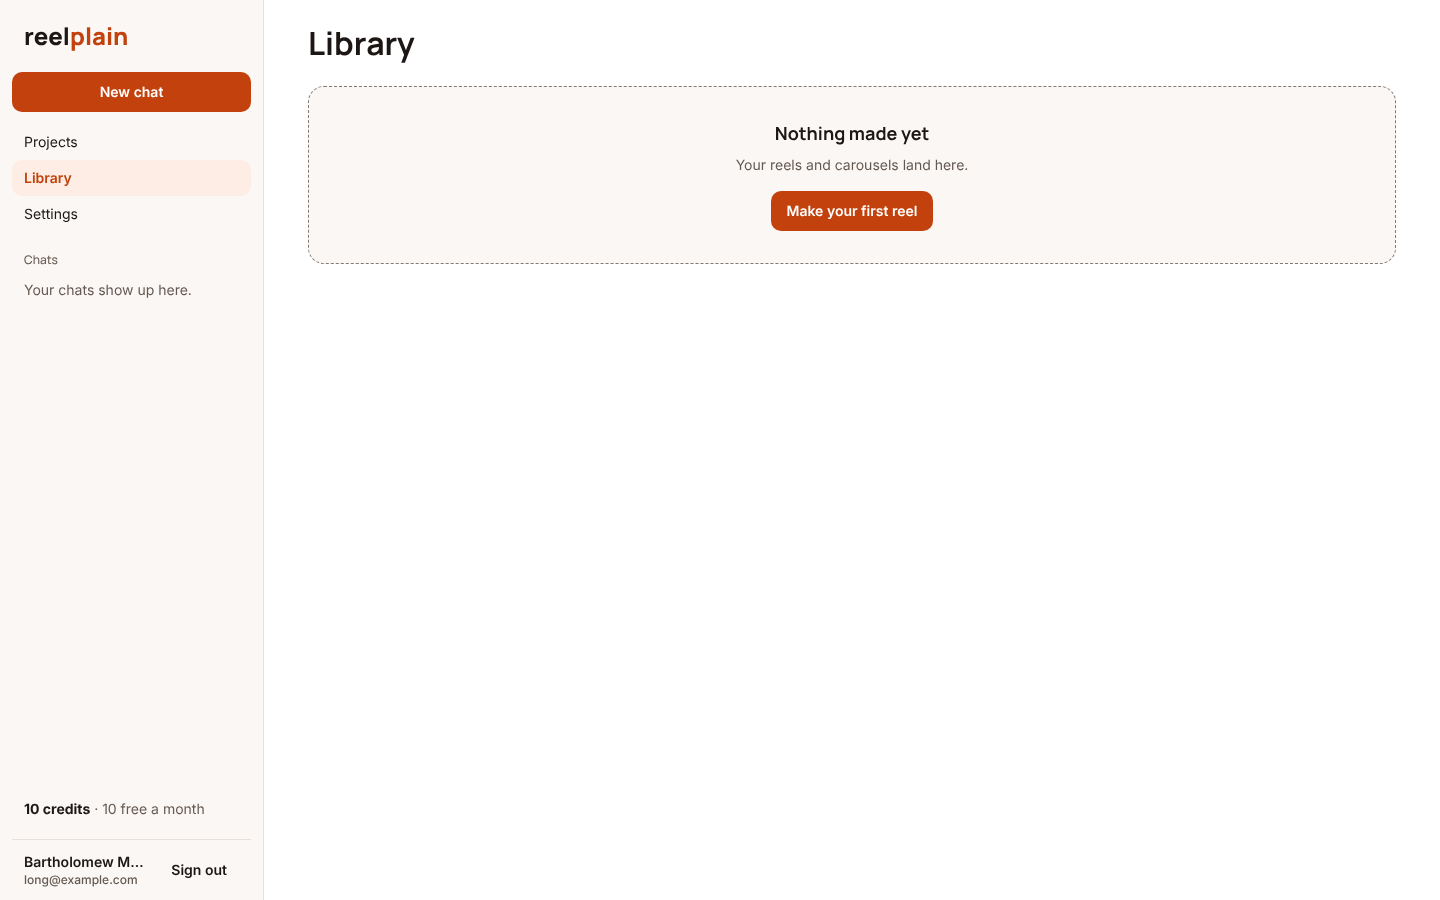 reelplain
New chat
Projects
Library
Settings
Chats
Your chats show up here.
10 credits · 10 free a month
Bartholomew M...
long@example.com
Sign out
Library
Nothing made yet
Your reels and carousels land here.
Make your first reel